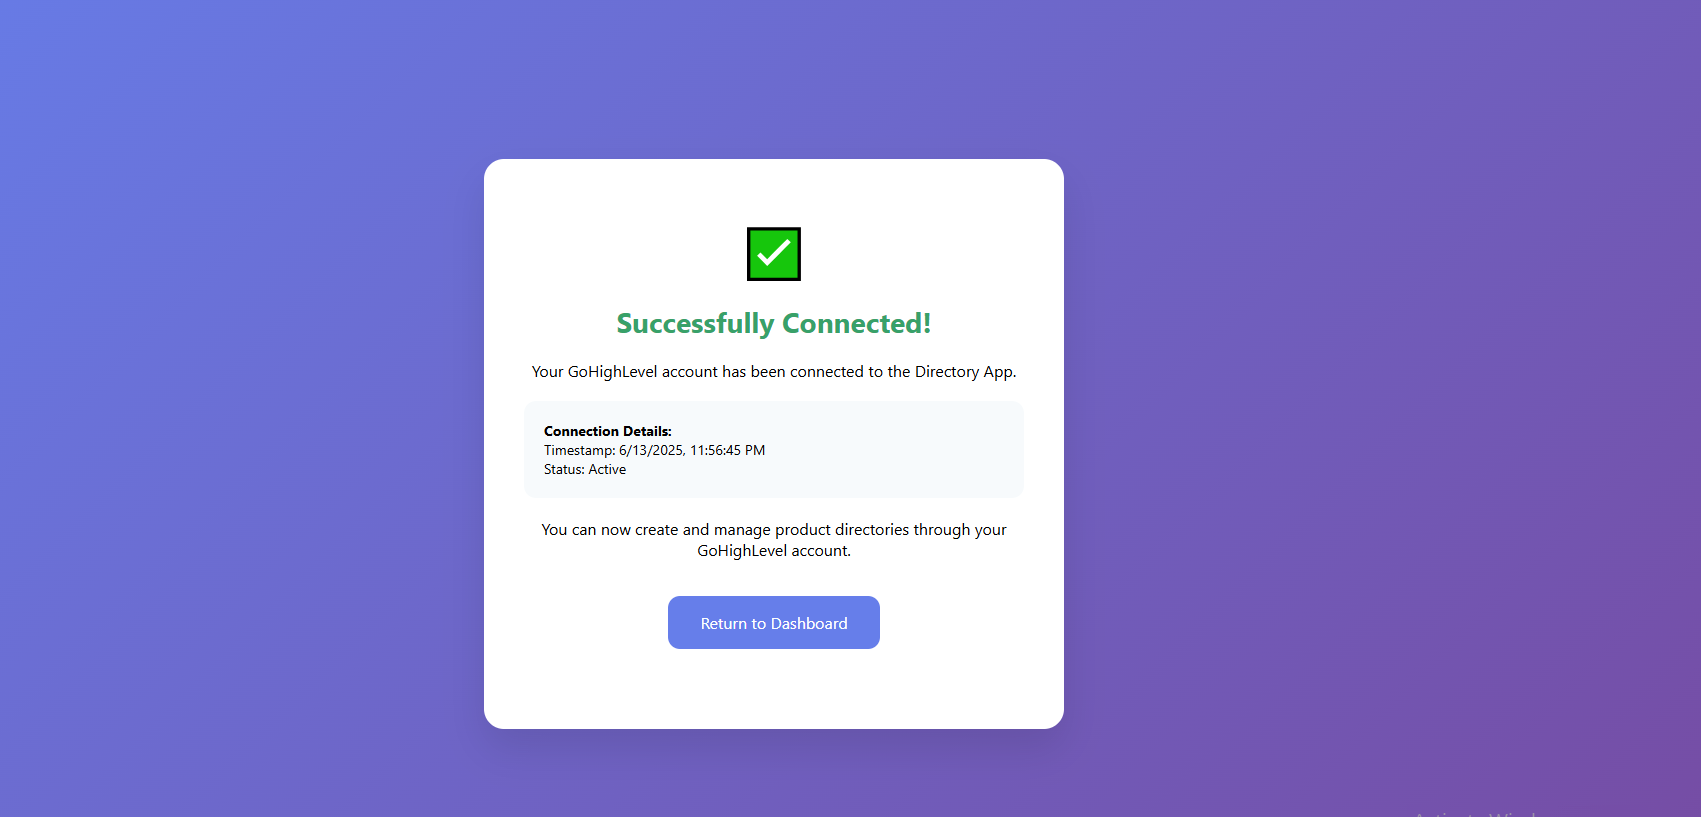 Successfully Connected!
Your GoHighLevel account has been connected to the Directory App.
Connection Details:
Timestamp: 6/13/2025, 11:56:45 PM
Status: Active
You can now create and manage product directories through your
GoHighLevel account.
Return to Dashboard